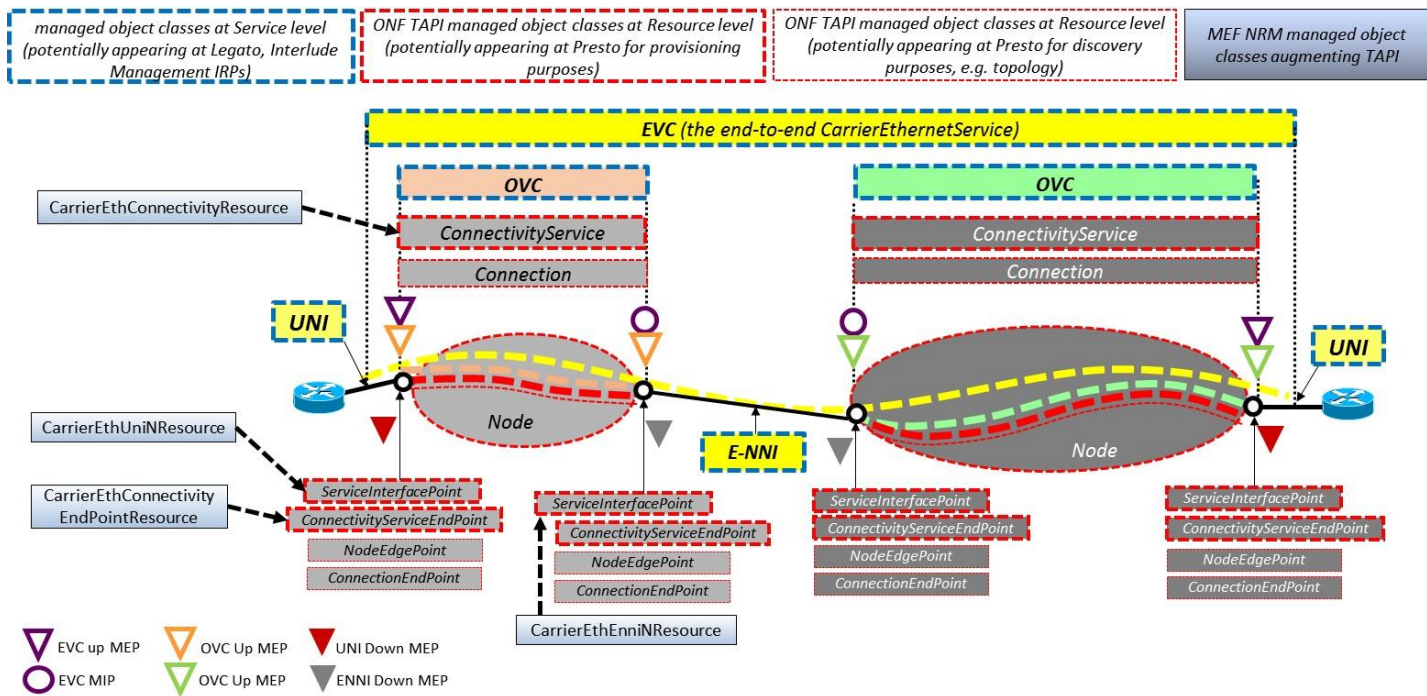 managed object classes at Service level
(potentially appearing at Legato, Interlude
Management IRPs)
ONF TAPI managed object classes at Resource level
(potentially appearing at Presto for provisioning
purposes)
ONF TAPI managed object classes at Resource level
(potentially appearing at Presto for discovery
purposes, e.g. topology)
MEF NRM managed object
classes augmenting TAPI
EVC (the end-to-end CarrierEthernetService)
OVC
OVC
CarrierEthConnectivityResource
ConnectivityService
ConnectivityService
Connection
Connection
UNI
UNI
Node
Node
E-NNI
CarrierEthUniNResource
CarrierEthConnectivity
EndPointResource
ServiceInterfacePoint
ConnectivityServiceEndPoint
NodeEdgePoint
ConnectionEndPoint
ServiceInterfacePoint
ConnectivityServiceEndPoint
NodeEdgePoint
ConnectionEndPoint
ServiceInterfacePoint
ConnectivityServiceEndPoint
NodeEdgePoint
ConnectionEndPoint
ServiceInterfacePoint
ConnectivityServiceEndPoint
NodeEdgePoint
ConnectionEndPoint
CarrierEthEnniNResource
EVC up MEP
OVC Up MEP
UNI Down MEP
EVC MIP
OVC Up MEP
ENNI Down MEP